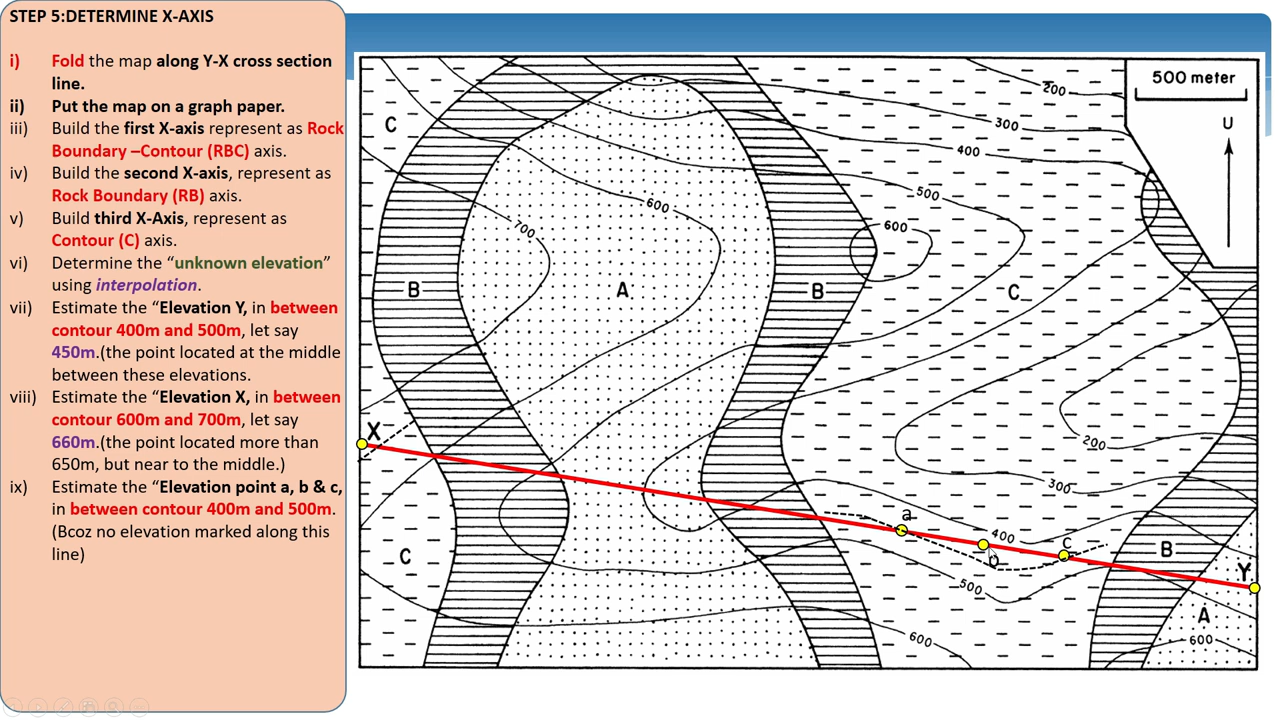 STEP 5:DETERMINE X-AXIS
i) Fold the map along Y-X cross section
line.
ii) Put the map on a graph paper.
iii) Build the first X-axis represent as Rock
Boundary –Contour (RBC) axis.
iv) Build the second X-axis, represent as
Rock Boundary (RB) axis.
v) Build third X-Axis, represent as
Contour (C) axis.
vi) Determine the “unknown elevation”
using interpolation.
vii) Estimate the “Elevation Y, in between
contour 400m and 500m, let say
450m.(the point located at the middle
between these elevations.
viii) Estimate the “Elevation X, in between
contour 600m and 700m, let say
660m.(the point located more than
650m, but near to the middle.)
ix) Estimate the “Elevation point a, b & c,
in between contour 400m and 500m.
(Bcoz no elevation marked along this
line)
500 meter
U
200
300
400
500
600
C
600
700
B
A
B
C
X
200
300
a
400
b
c
500
B
Y
C
A
600
600